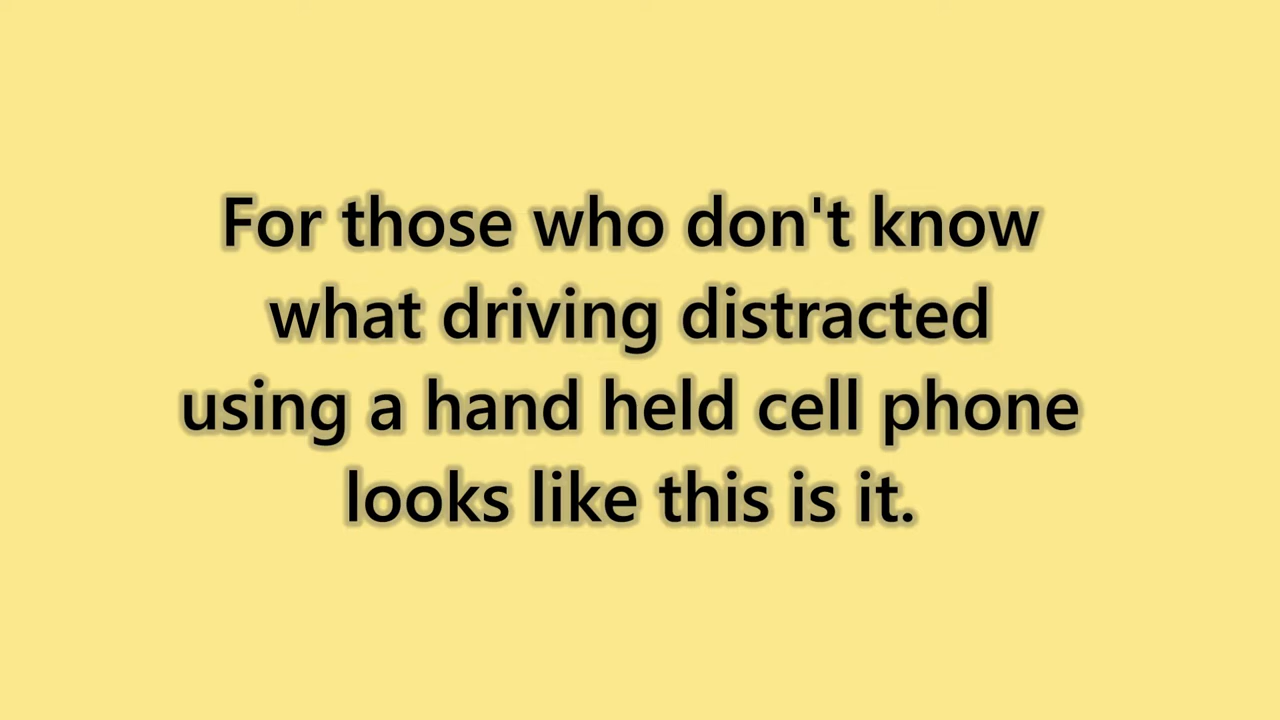 For those who don't know
what driving distracted
using a hand held cell phone
looks like this is it.